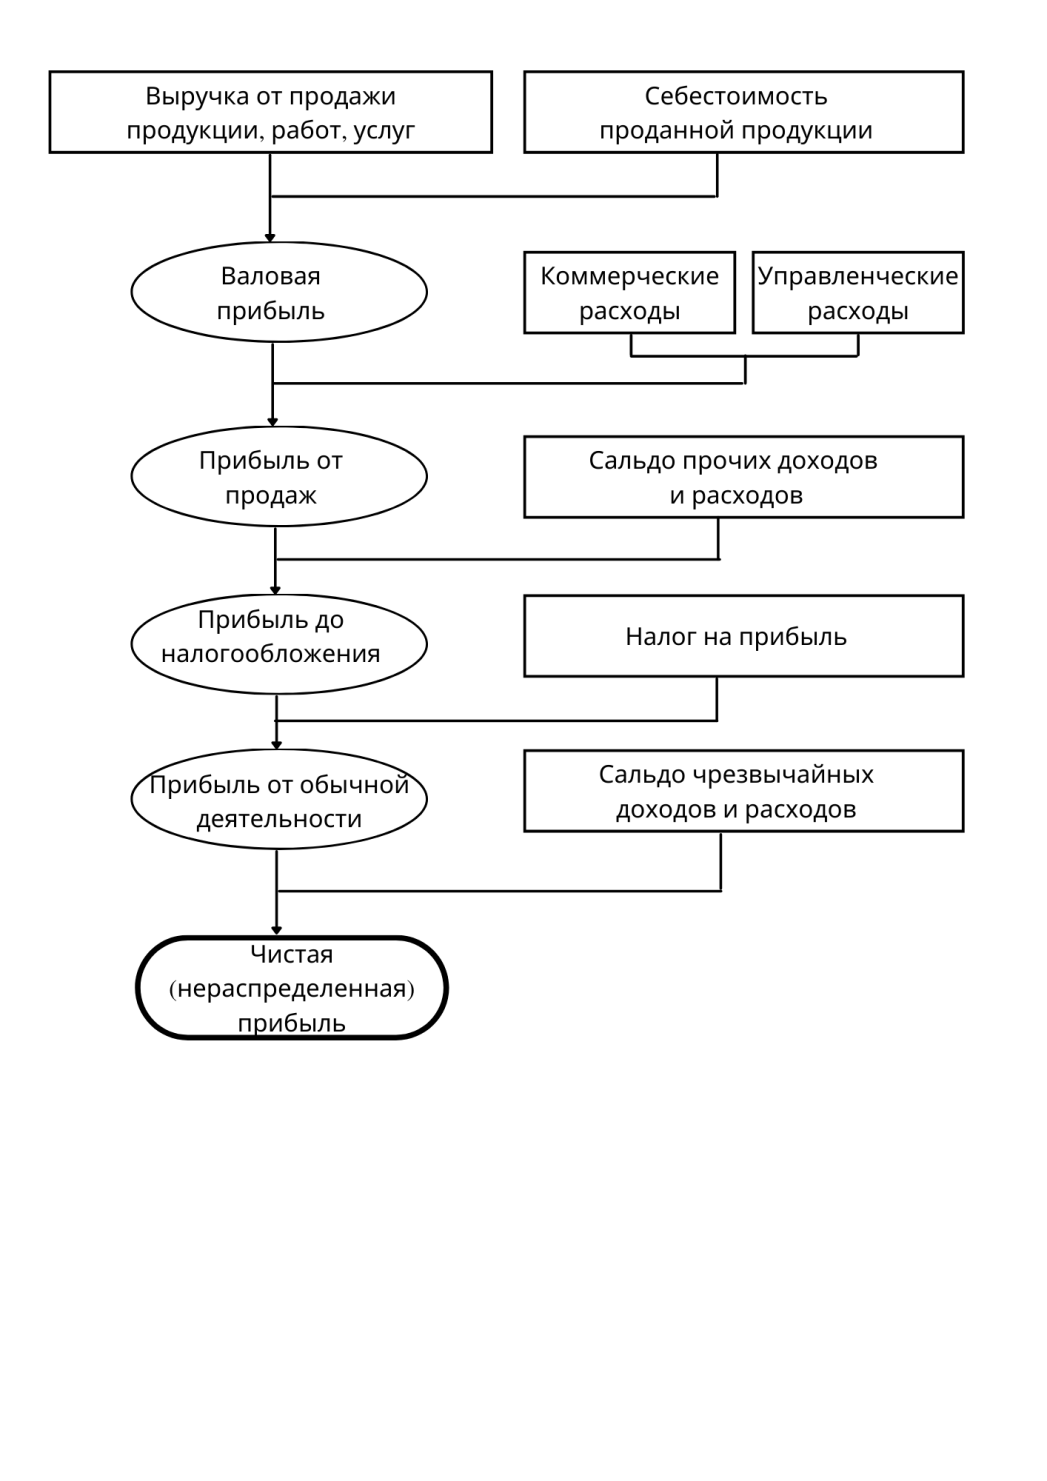 Выручка от продажи
продукции, работ, услуг
Себестоимость
проданной продукции
Валовая
прибыль
Коммерческие
расходы
Управленческие
расходы
Прибыль от
продаж
Сальдо прочих доходов
и расходов
Прибыль до
налогообложения
Налог на прибыль
Прибыль от обычной
деятельности
Сальдо чрезвычайных
доходов и расходов
Чистая
(нераспределенная)
прибыль